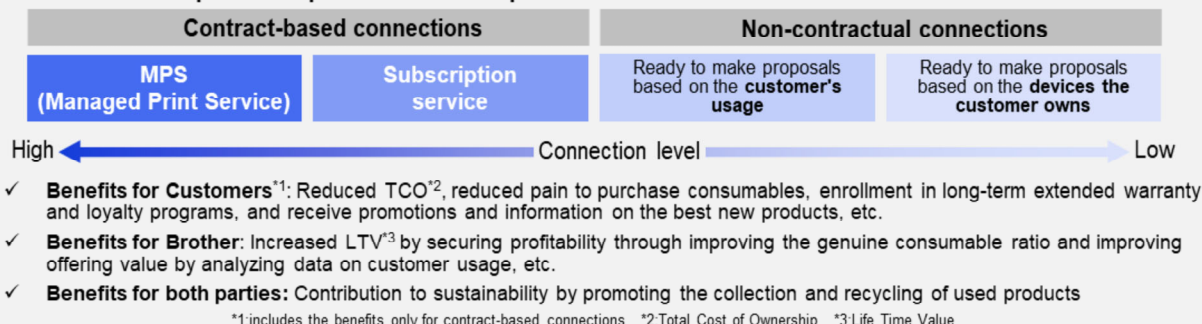 Contract-based connections
Non-contractual connections
MPS
(Managed Print Service)
Subscription
service
Ready to make proposals
based on the customer's
usage
Ready to make proposals
based on the devices the
customer owns
High
Connection level
Low
✓ Benefits for Customers*1: Reduced TCO*2, reduced pain to purchase consumables, enrollment in long-term extended warranty
and loyalty programs, and receive promotions and information on the best new products, etc.
✓ Benefits for Brother: Increased LTV*3 by securing profitability through improving the genuine consumable ratio and improving
offering value by analyzing data on customer usage, etc.
✓ Benefits for both parties: Contribution to sustainability by promoting the collection and recycling of used products
*1:includes the benefits only for contract-based connections *2:Total Cost of Ownership *3:Life Time Value